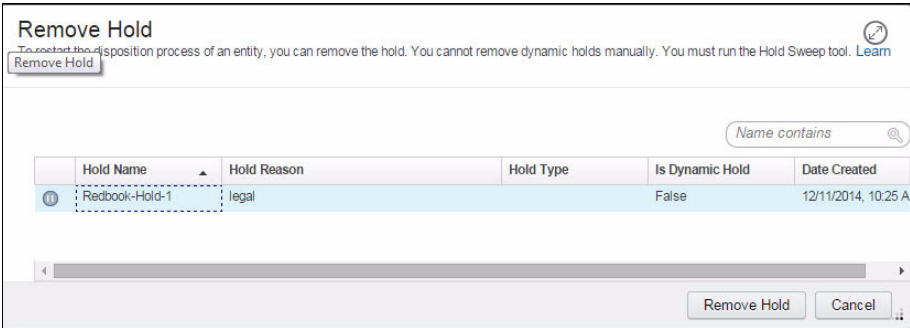 Remove Hold
To restart the disposition process of an entity, you can remove the hold. You cannot remove dynamic holds manually. You must run the Hold Sweep tool. Learn
Remove Hold
Name contains
Hold Name Hold Reason Hold Type Is Dynamic Hold Date Created
Redbook-Hold-1 legal False 12/11/2014, 10:25 A
Remove Hold Cancel